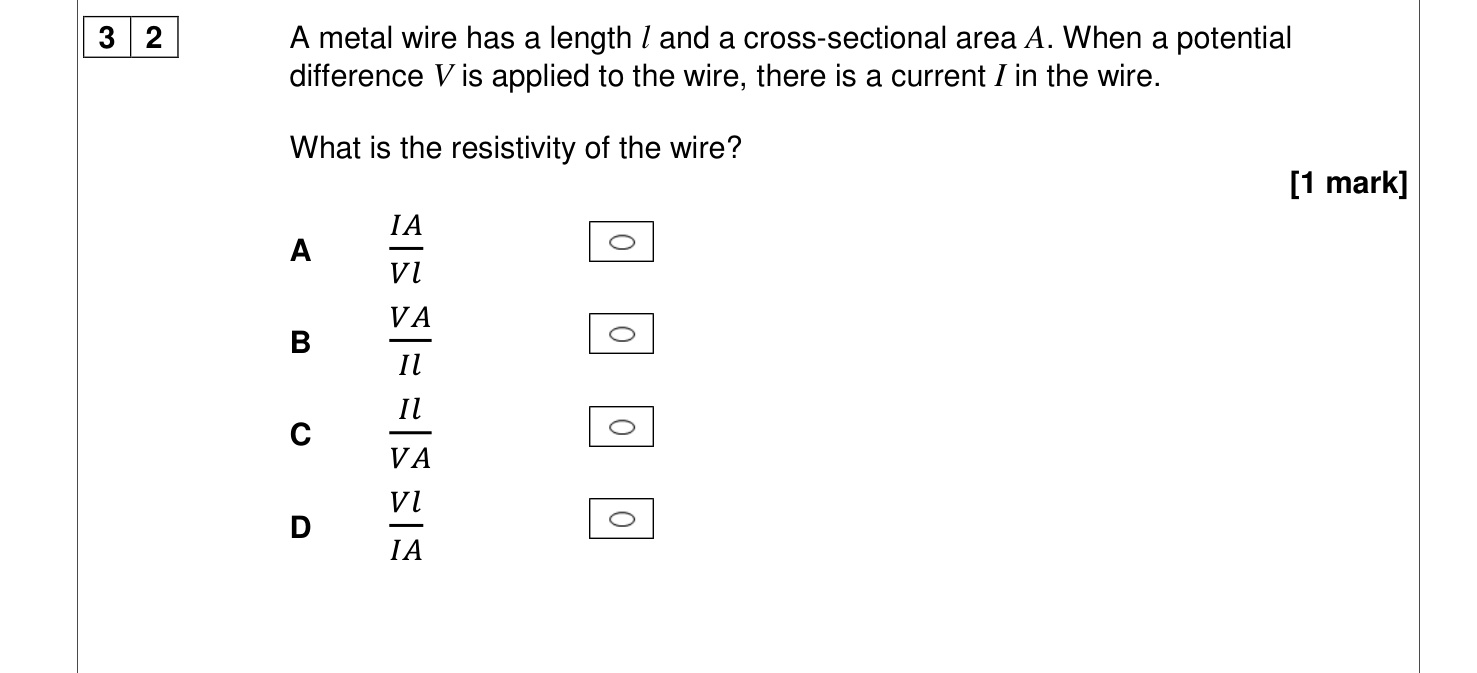 3 2 A metal wire has a length l and a cross-sectional area A. When a potential
difference V is applied to the wire, there is a current I in the wire.
What is the resistivity of the wire?
[1 mark]
A IA/Vl
B VA/Il
C Il/VA
D Vl/IA